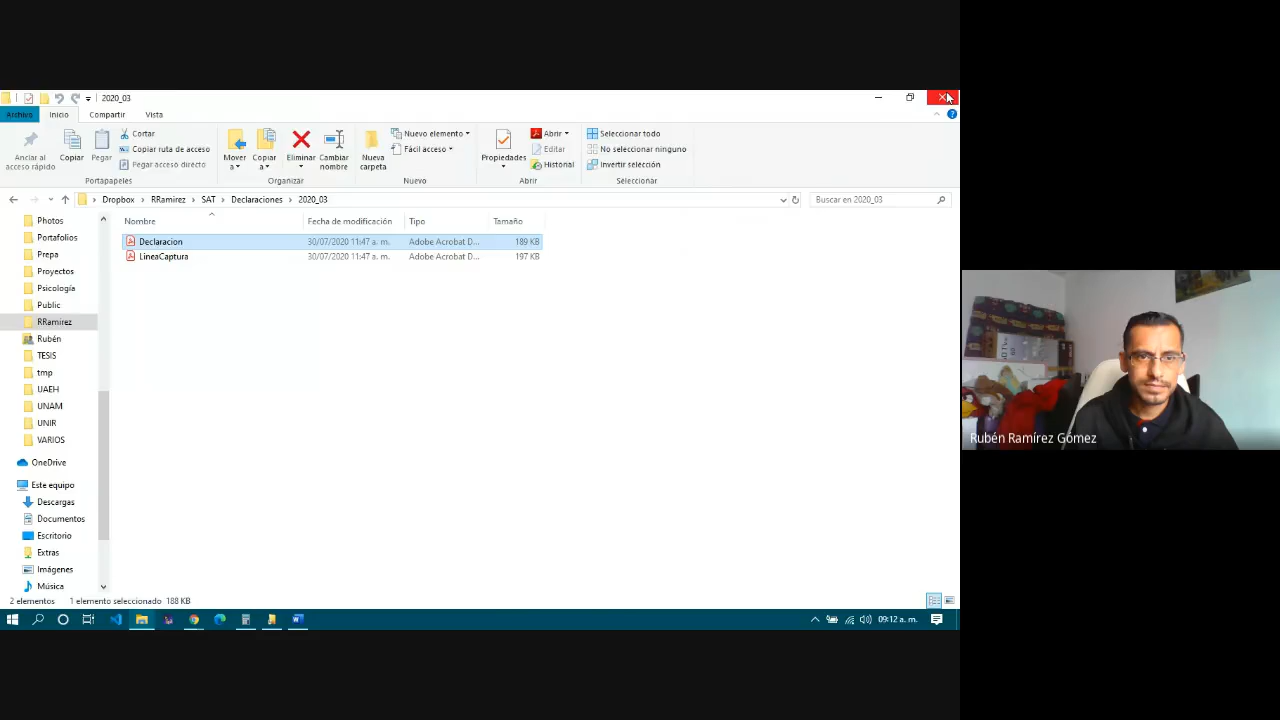 2020_03
Archivo Inicio Compartir Vista
Anclar al acceso rápido
Copiar
Pegar
Cortar
Copiar ruta de acceso
Pegar acceso directo
Portapapeles
Mover a
Copiar a
Eliminar
Cambiar nombre
Organizar
Nueva carpeta
Nuevo elemento
Fácil acceso
Nuevo
Propiedades
Abrir
Editar
Historial
Abrir
Seleccionar todo
No seleccionar ninguno
Invertir selección
Seleccionar
Dropbox > RRamirez > SAT > Declaraciones > 2020_03
Buscar en 2020_03
Photos
Portafolios
Prepa
Proyectos
Psicología
Public
RRamirez
Rubén
TESIS
tmp
UAEH
UNAM
UNIR
VARIOS
OneDrive
Este equipo
Descargas
Documentos
Escritorio
Extras
Imágenes
Música
Nombre Fecha de modificación Tipo Tamaño
Declaracion 30/07/2020 11:47 a. m. Adobe Acrobat D... 189 KB
LineaCaptura 30/07/2020 11:47 a. m. Adobe Acrobat D... 197 KB
2 elementos 1 elemento seleccionado 188 KB
09:12 a. m.
Rubén Ramírez Gómez